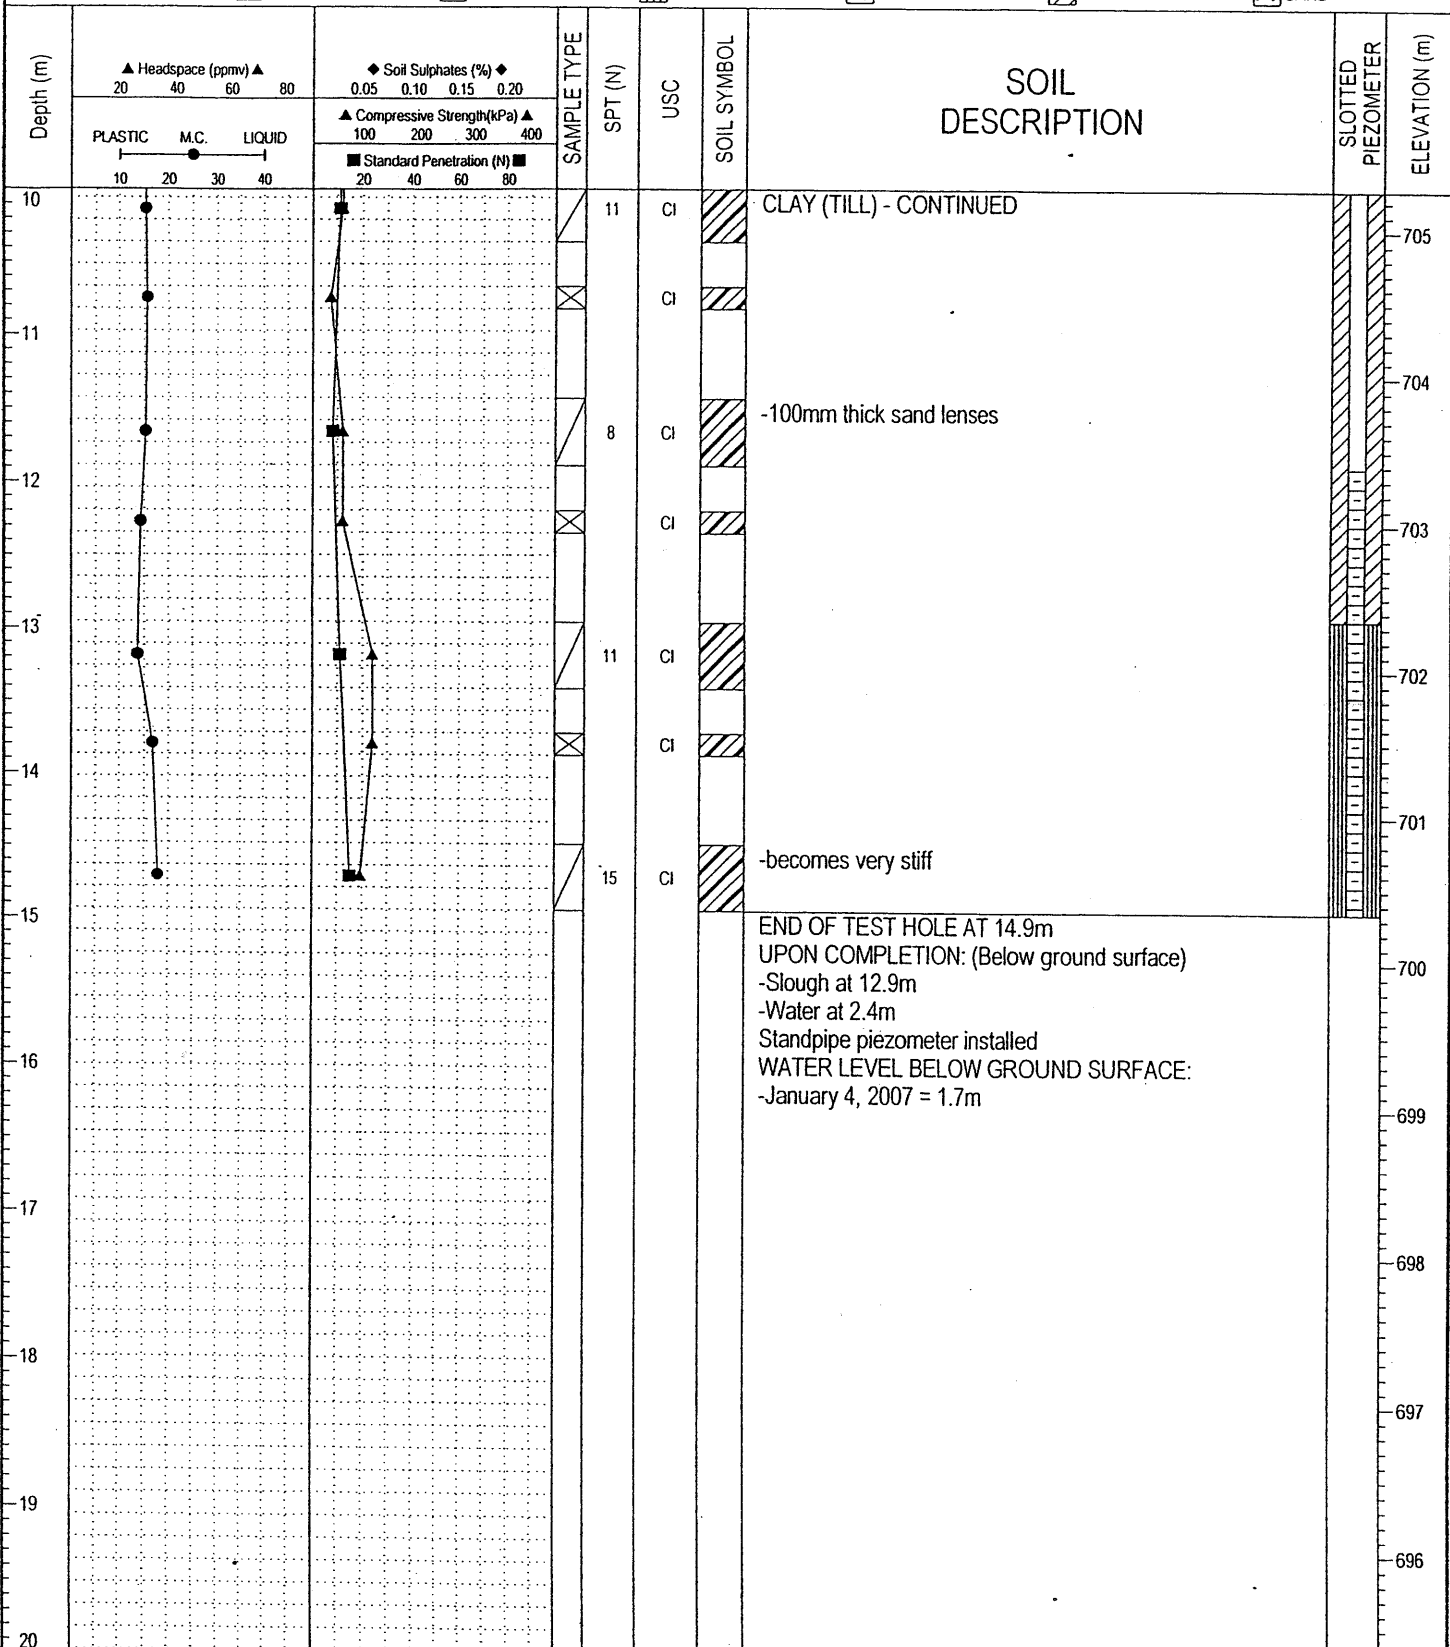 Depth (m)
▲ Headspace (ppmv) ▲
20 40 60 80
PLASTIC M.C. LIQUID
10 20 30 40
◆ Soil Sulphates (%) ◆
0.05 0.10 0.15 0.20
▲ Compressive Strength(kPa) ▲
100 200 300 400
■ Standard Penetration (N) ■
20 40 60 80
SAMPLE TYPE
SPT (N)
USC
SOIL SYMBOL
SOIL
DESCRIPTION
SLOTTED
PIEZOMETER
ELEVATION (m)
10 11 CI CLAY (TILL) - CONTINUED
705
CI
11
704
8 CI -100mm thick sand lenses
12
CI
703
13
11 CI
702
CI
14
701
15 CI -becomes very stiff
15
END OF TEST HOLE AT 14.9m
UPON COMPLETION: (Below ground surface)
700
-Slough at 12.9m
-Water at 2.4m
Standpipe piezometer installed
16
WATER LEVEL BELOW GROUND SURFACE:
-January 4, 2007 = 1.7m
699
17
698
18
697
19
696
20